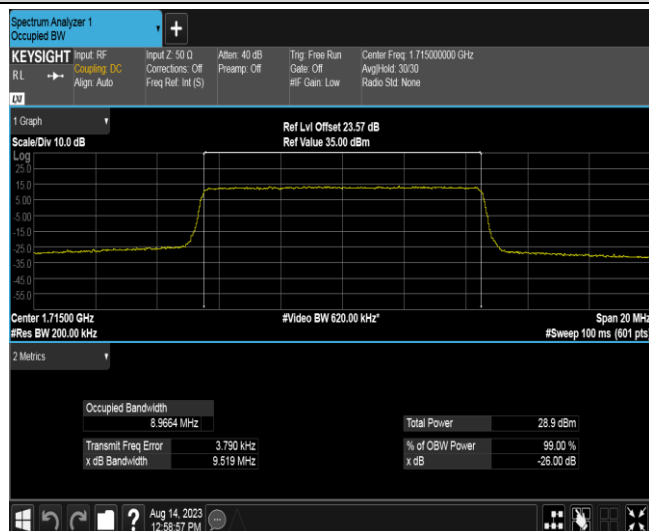 Spectrum Analyzer 1
Occupied BW
+
KEYSIGHT
RL
LXI
Input: RF
Coupling: DC
Align: Auto
Input Z: 50 Ω
Corrections: Off
Freq Ref: Int (S)
Atten: 40 dB
Preamp: Off
Trig: Free Run
Gate: Off
#IF Gain: Low
Center Freq: 1.715000000 GHz
Avg|Hold: 30/30
Radio Std: None
1 Graph
Scale/Div 10.0 dB
Ref Lvl Offset 23.57 dB
Ref Value 35.00 dBm
Log
25.0
15.0
5.00
-5.00
-15.0
-25.0
-35.0
-45.0
-55.0
Center 1.71500 GHz
#Res BW 200.00 kHz
#Video BW 620.00 kHz*
Span 20 MHz
#Sweep 100 ms (601 pts)
2 Metrics
Occupied Bandwidth
8.9664 MHz
Transmit Freq Error 3.790 kHz
x dB Bandwidth 9.519 MHz
Total Power 28.9 dBm
% of OBW Power 99.00 %
x dB -26.00 dB
?
Aug 14, 2023
12:58:57 PM